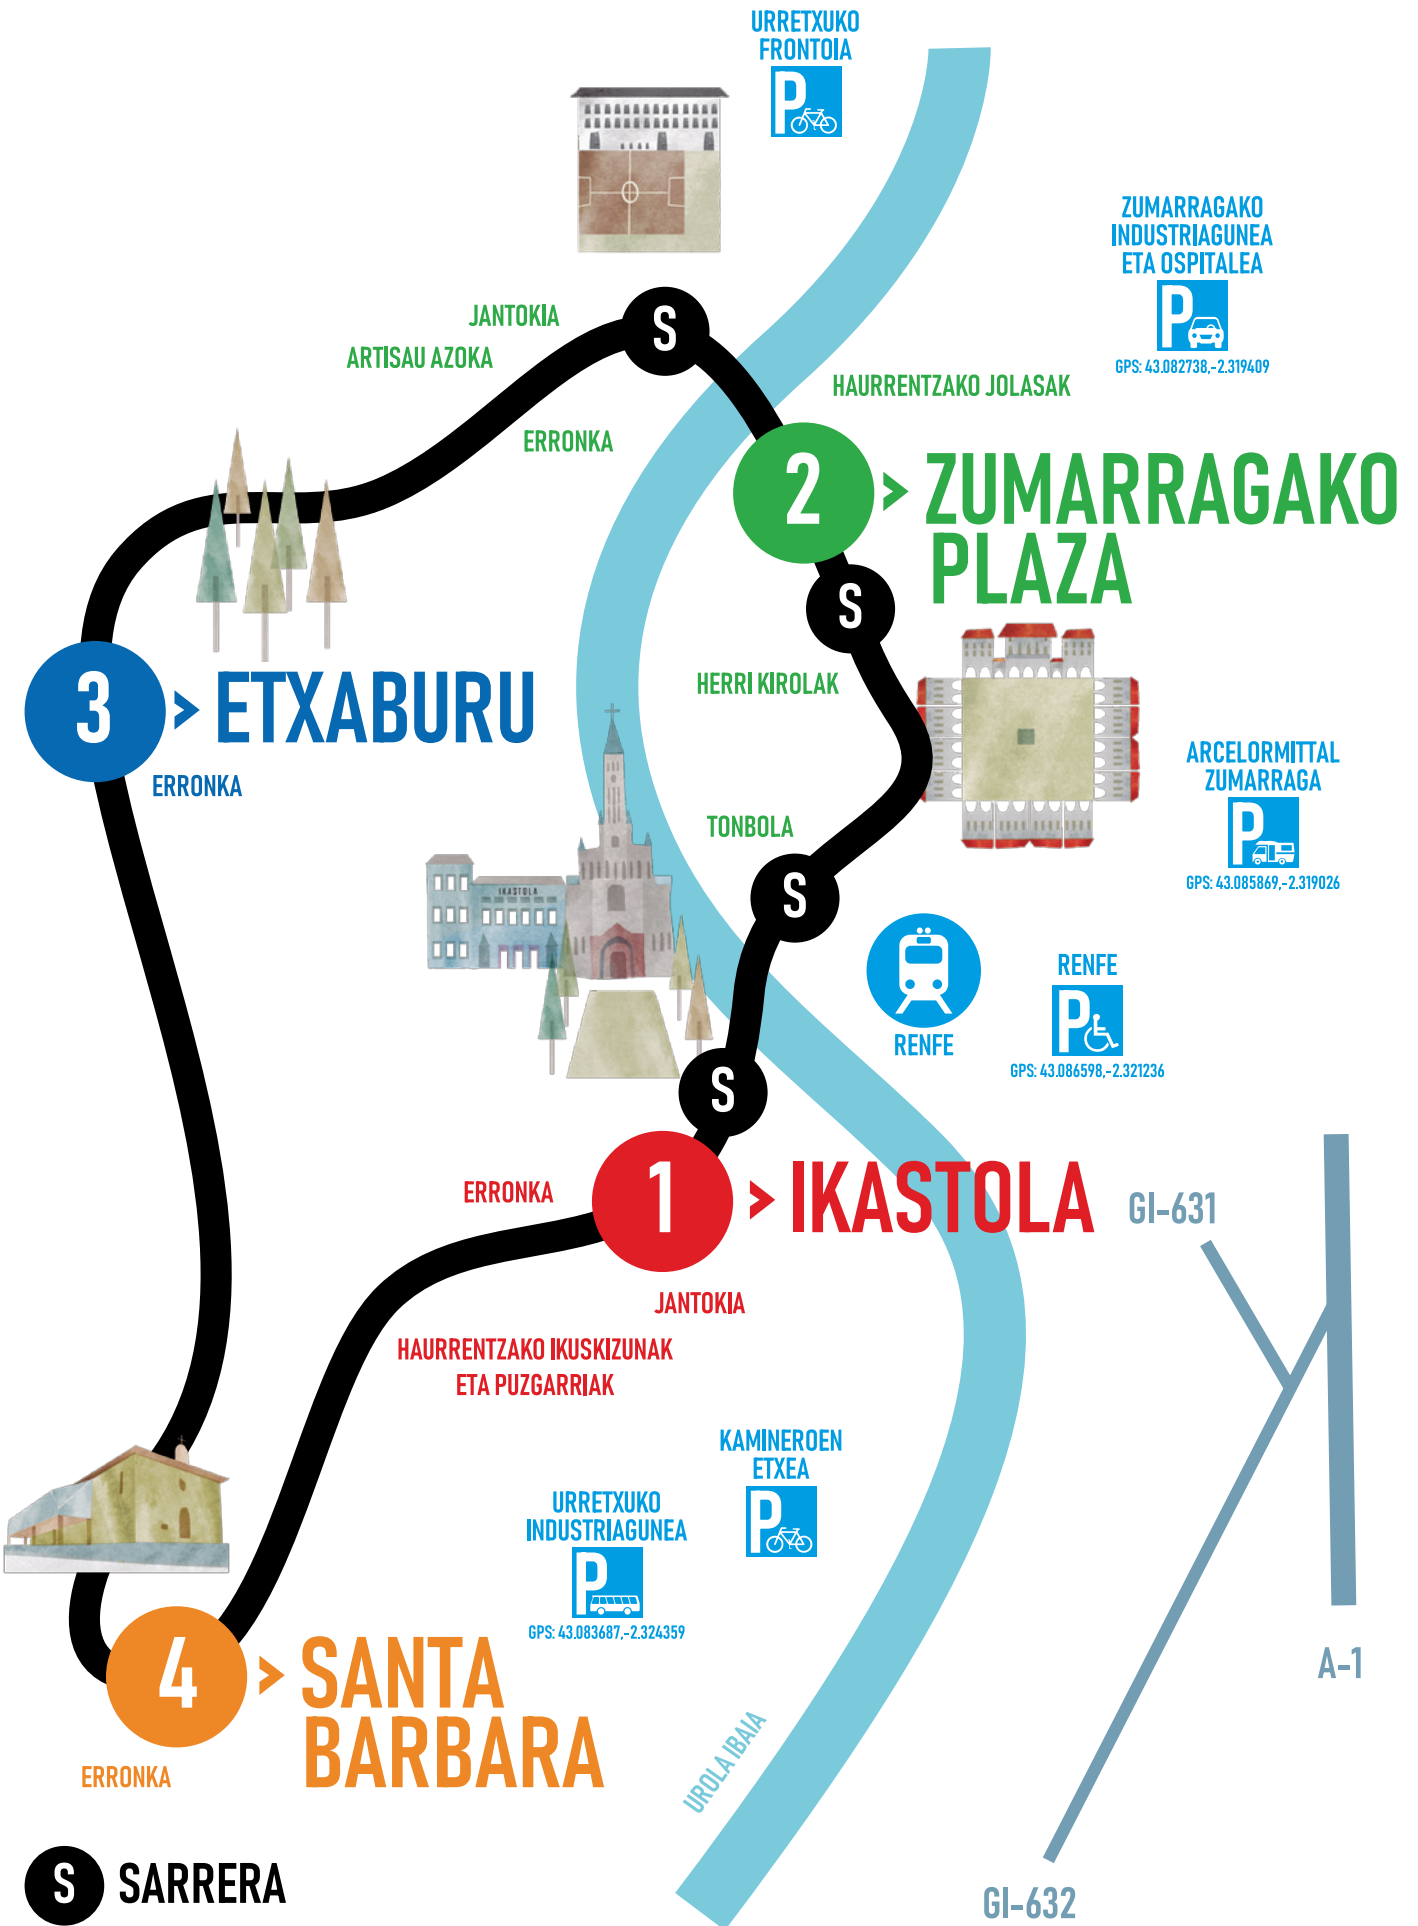 URRETXUKO
FRONTOIA
P
ZUMARRAGAKO
INDUSTRIAGUNEA
ETA OSPITALEA
P
GPS: 43.082738,-2.319409
JANTOKIA
S
ARTISAU AZOKA
HAURRENTZAKO JOLASAK
ERRONKA
2 > ZUMARRAGAKO
PLAZA
S
3 > ETXABURU
HERRI KIROLAK
ERRONKA
ARCELORMITTAL
ZUMARRAGA
P
GPS: 43.085869,-2.319026
TONBOLA
S
IKASTOLA
RENFE
RENFE
P
GPS: 43.086598,-2.321236
S
ERRONKA
1 > IKASTOLA
GI-631
JANTOKIA
HAURRENTZAKO IKUSKIZUNAK
ETA PUZGARRIAK
KAMINEROEN
ETXEA
P
URRETXUKO
INDUSTRIAGUNEA
P
GPS: 43.083687,-2.324359
4 > SANTA
BARBARA
ERRONKA
A-1
UROLA IBAIA
S SARRERA
GI-632